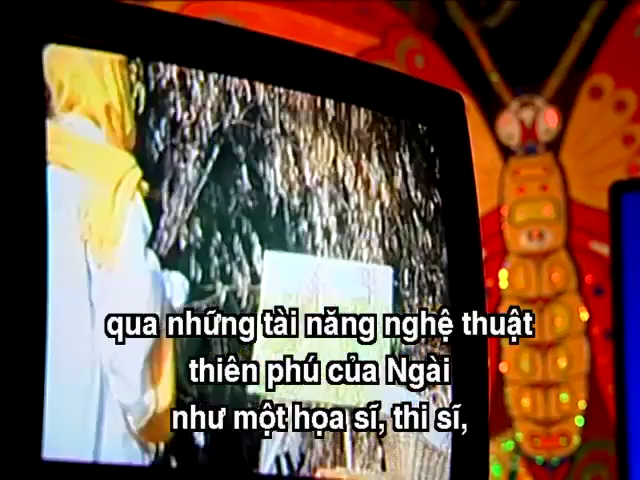 qua những tài năng nghệ thuật
thiên phú của Ngài
như một họa sĩ, thi sĩ,